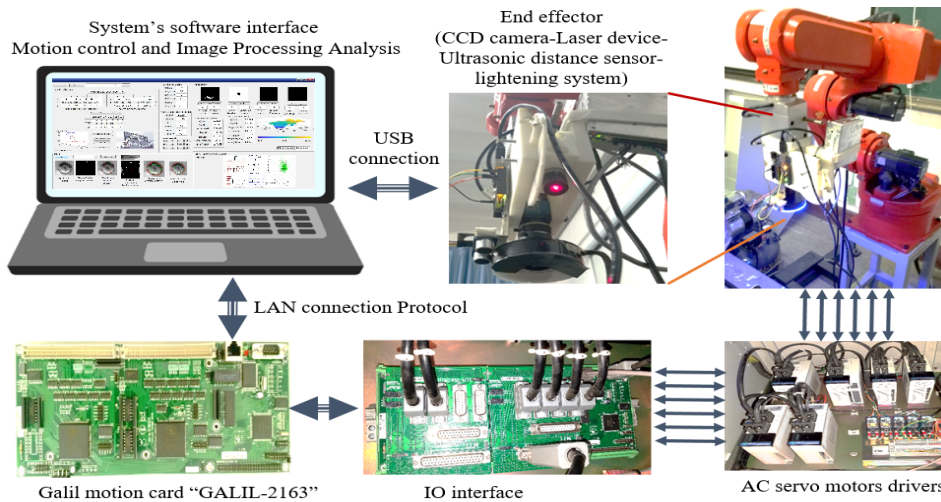 System's software interface
Motion control and Image Processing Analysis
End effector
(CCD camera-Laser device-
Ultrasonic distance sensor-
lightening system)
USB
connection
LAN connection Protocol
Galil motion card “GALIL-2163”
IO interface
AC servo motors drivers